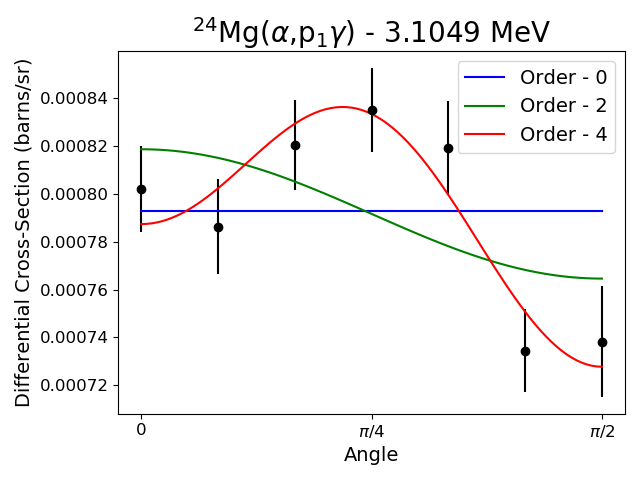 ²⁴Mg(α,p₁γ) - 3.1049 MeV
Differential Cross-Section (barns/sr)
0.00084
0.00082
0.00080
0.00078
0.00076
0.00074
0.00072
Order - 0
Order - 2
Order - 4
0 π/4 π/2
Angle